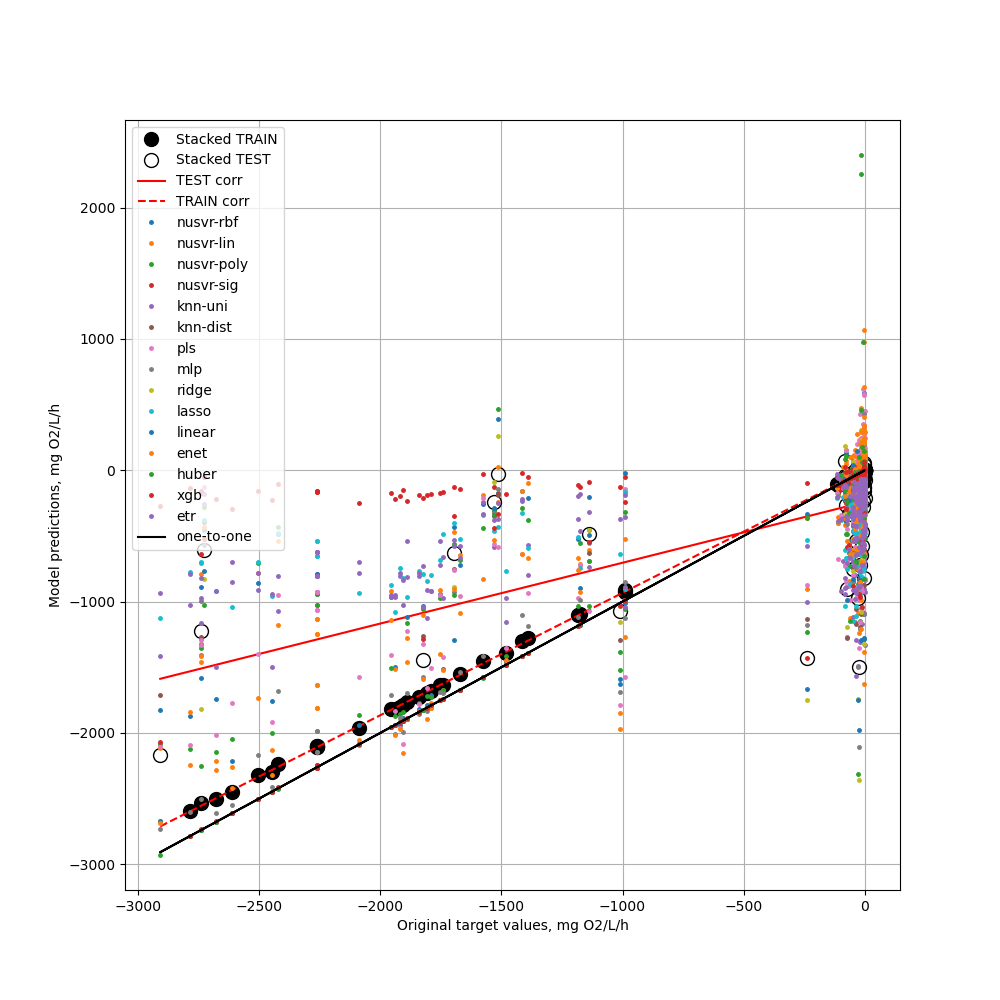 Stacked TRAIN
Stacked TEST
TEST corr
TRAIN corr
nusvr-rbf
nusvr-lin
nusvr-poly
nusvr-sig
knn-uni
knn-dist
pls
mlp
ridge
lasso
linear
enet
huber
xgb
etr
one-to-one
2000
1000
0
−1000
−2000
−3000
Model predictions, mg O2/L/h
−3000 −2500 −2000 −1500 −1000 −500 0
Original target values, mg O2/L/h